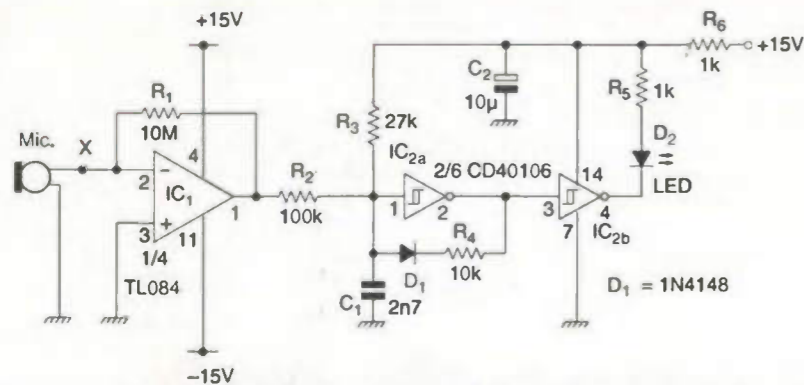 +15V
R6
1k
+15V
R1
10M
Mic.
X
4
2
−
IC1
1
+
3
11
1/4
TL084
−15V
R2
100k
C2
10µ
R3
27k
IC2a
2/6 CD40106
1
2
R4
10k
D1
C1
2n7
R5
1k
D2
LED
14
3
4
7
IC2b
D1 = 1N4148